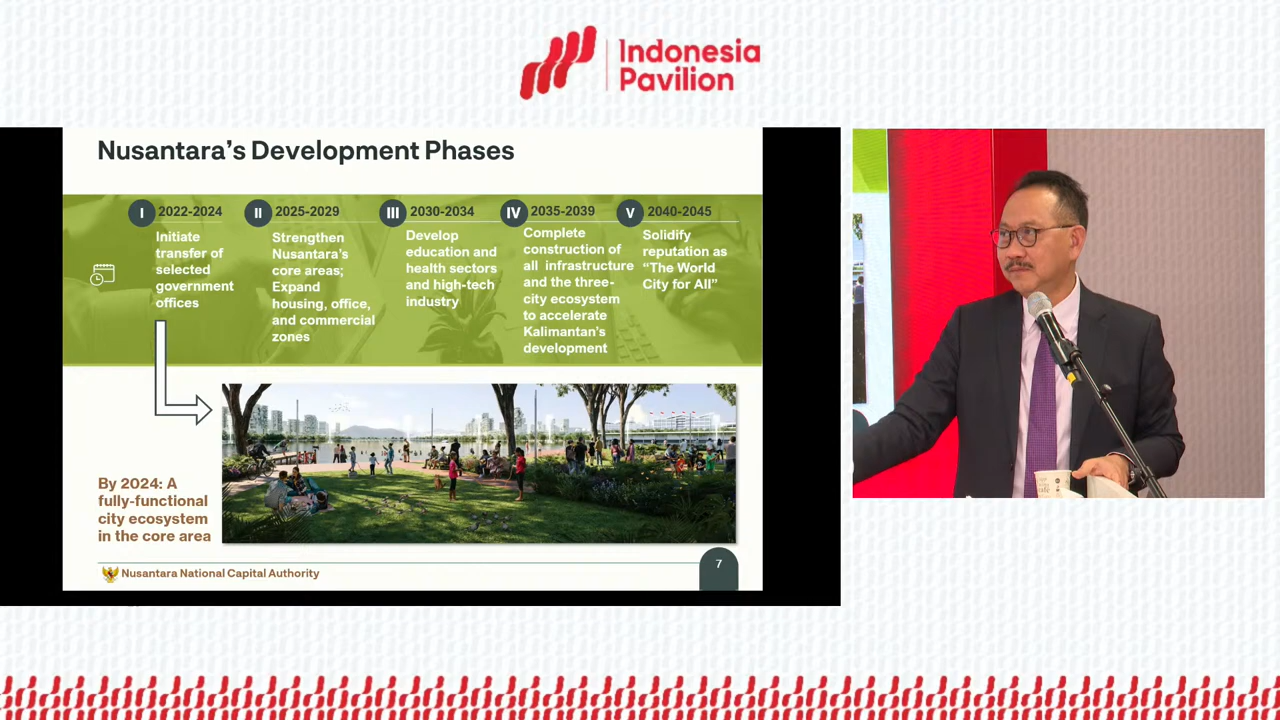 Indonesia
Pavilion
Nusantara's Development Phases
I 2022-2024
Initiate
transfer of
selected
government
offices
II 2025-2029
Strengthen
Nusantara's
core areas;
Expand
housing, office,
and commercial
zones
III 2030-2034
Develop
education and
health sectors
and high-tech
industry
IV 2035-2039
Complete
construction of
all infrastructure
and the three-
city ecosystem
to accelerate
Kalimantan's
development
V 2040-2045
Solidify
reputation as
“The World
City for All”
By 2024: A
fully-functional
city ecosystem
in the core area
Nusantara National Capital Authority
7